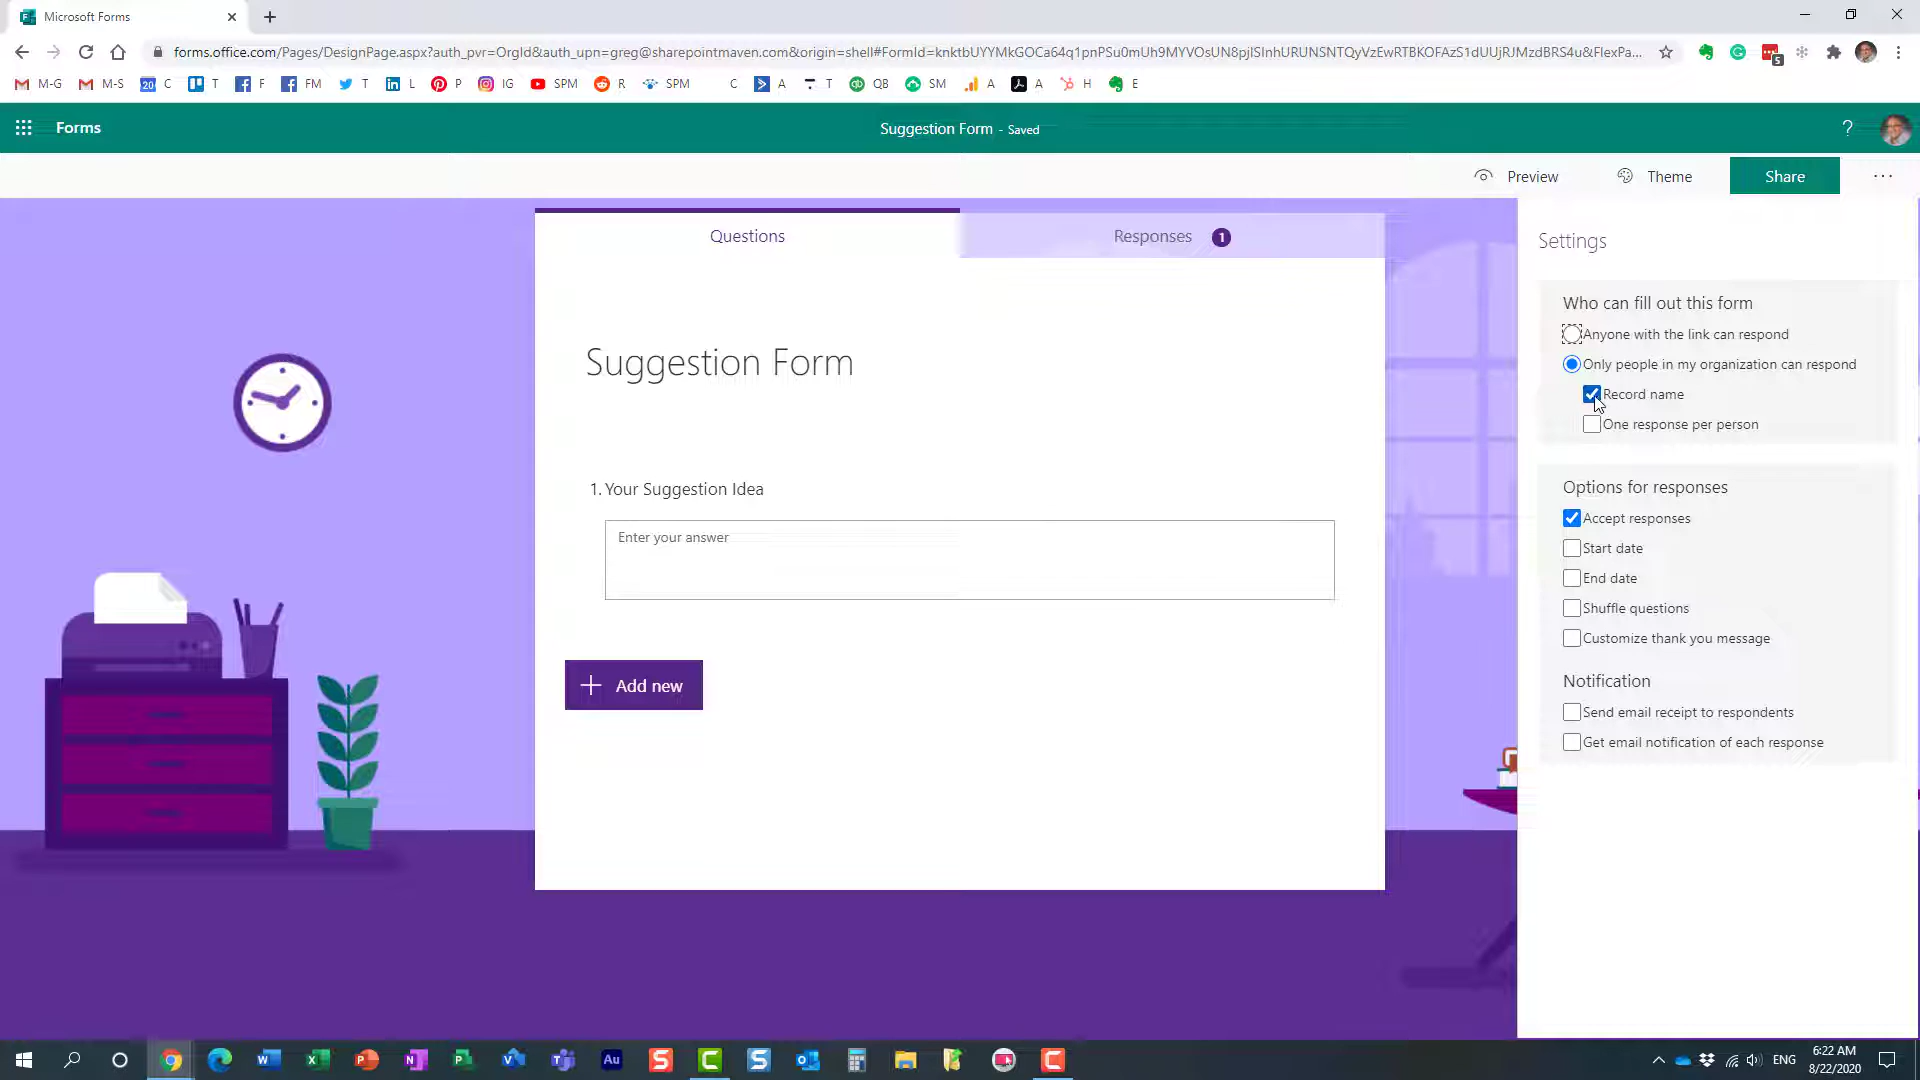 Microsoft Forms
forms.office.com/Pages/DesignPage.aspx?auth_pvr=OrgId&auth_upn=greg@sharepointmaven.com&origin=shell#FormId=knktbUYYMkGOCa64q1pnPSu0mUh9MYVOsUN8pjlSInhURUNSNTQyVzEwRTBKOFAzS1dUUjRJMzdBRS4u&FlexPa...
M-G M-S C T F FM T L P IG SPM R SPM C A T QB SM A A H E
Forms
Suggestion Form - Saved
?
Preview Theme Share ...
Questions
Responses 1
Suggestion Form
1. Your Suggestion Idea
Enter your answer
Add new
Settings
Who can fill out this form
Anyone with the link can respond
Only people in my organization can respond
Record name
One response per person
Options for responses
Accept responses
Start date
End date
Shuffle questions
Customize thank you message
Notification
Send email receipt to respondents
Get email notification of each response
ENG
6:22 AM
8/22/2020